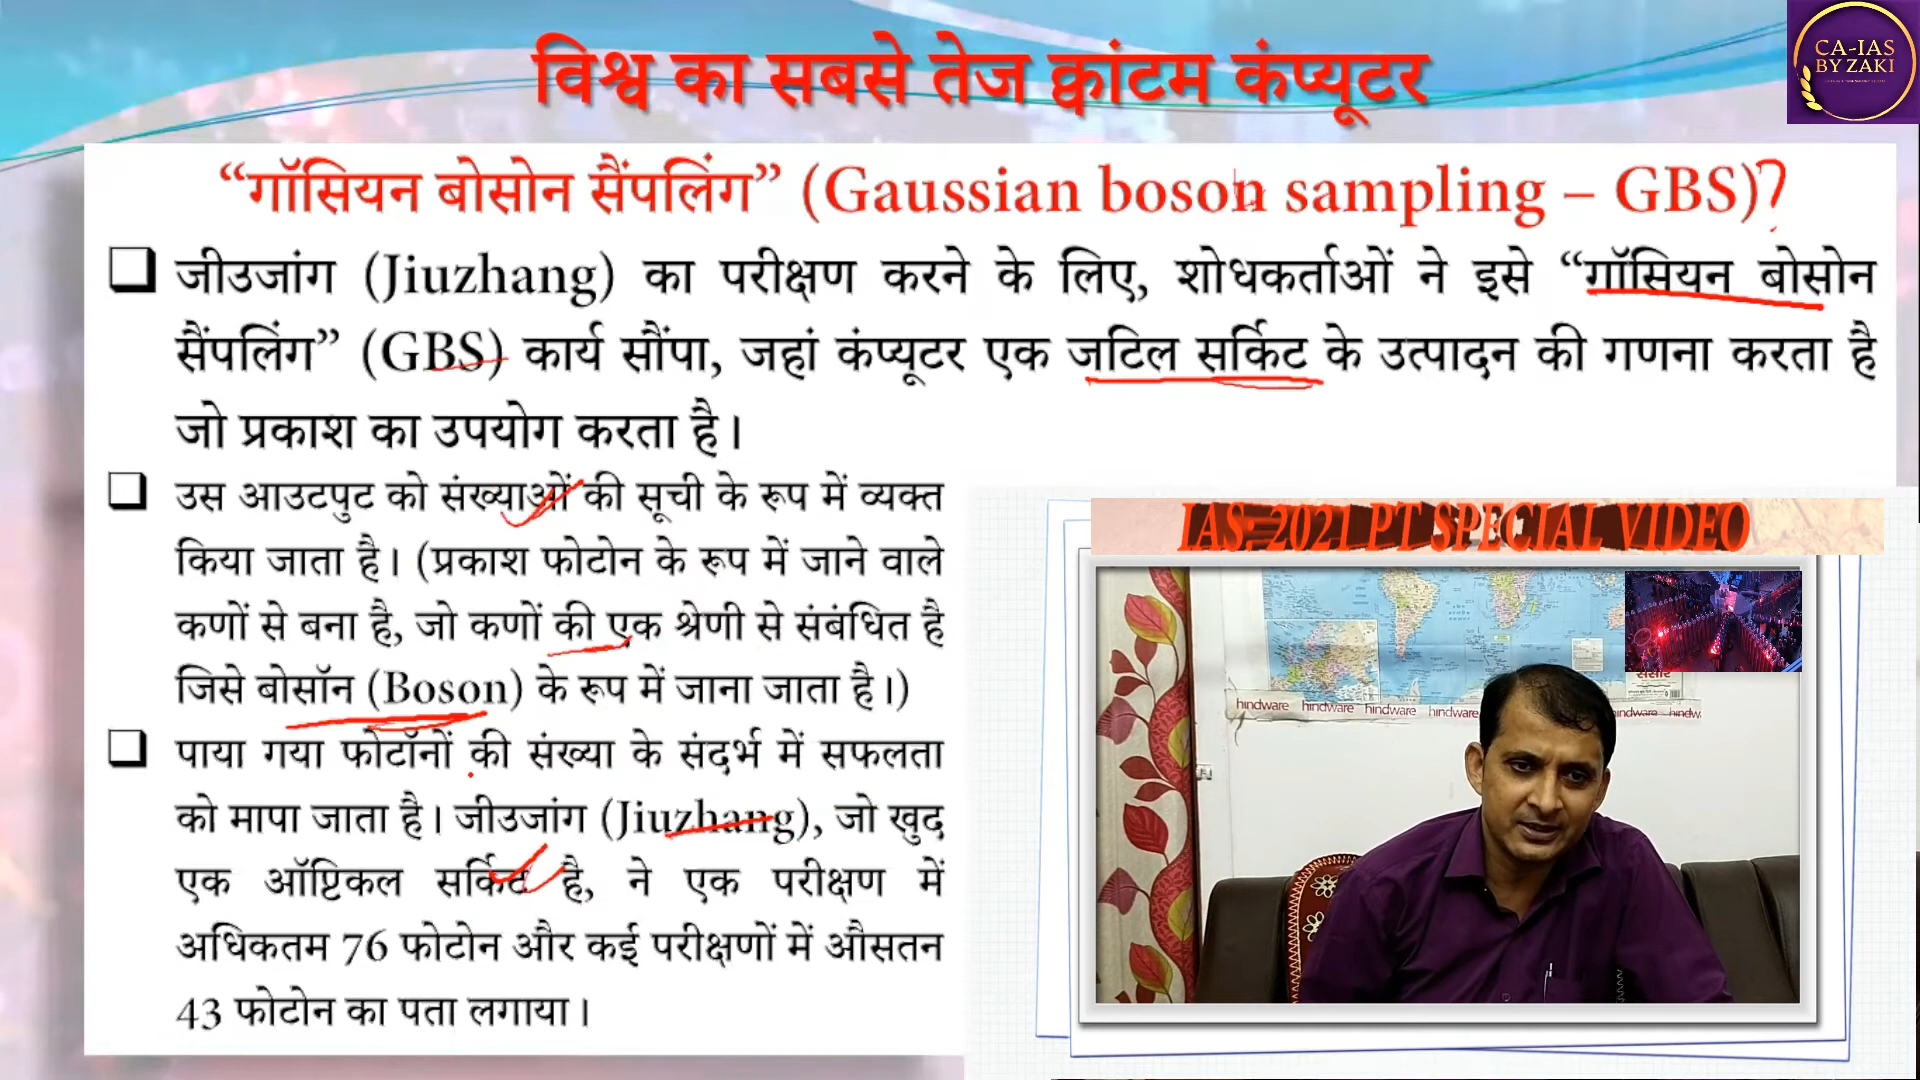 विश्व का सबसे तेज क्वांटम कंप्यूटर
CA-IAS
BY ZAKI
“गॉसियन बोसोन सैंपलिंग” (Gaussian boson sampling – GBS)?
जीउजांग (Jiuzhang) का परीक्षण करने के लिए, शोधकर्ताओं ने इसे “गॉसियन बोसोन
सैंपलिंग” (GBS) कार्य सौंपा, जहां कंप्यूटर एक जटिल सर्किट के उत्पादन की गणना करता है
जो प्रकाश का उपयोग करता है।
उस आउटपुट को संख्याओं की सूची के रूप में व्यक्त
किया जाता है। (प्रकाश फोटोन के रूप में जाने वाले
कणों से बना है, जो कणों की एक श्रेणी से संबंधित है
जिसे बोसॉन (Boson) के रूप में जाना जाता है।)
पाया गया फोटॉनों की संख्या के संदर्भ में सफलता
को मापा जाता है। जीउजांग (Jiuzhang), जो खुद
एक ऑप्टिकल सर्किट है, ने एक परीक्षण में
अधिकतम 76 फोटोन और कई परीक्षणों में औसतन
43 फोटोन का पता लगाया।
IAS- 2021 PT SPECIAL VIDEO
संसार
hindware hindware hindware hindware hindware hindw